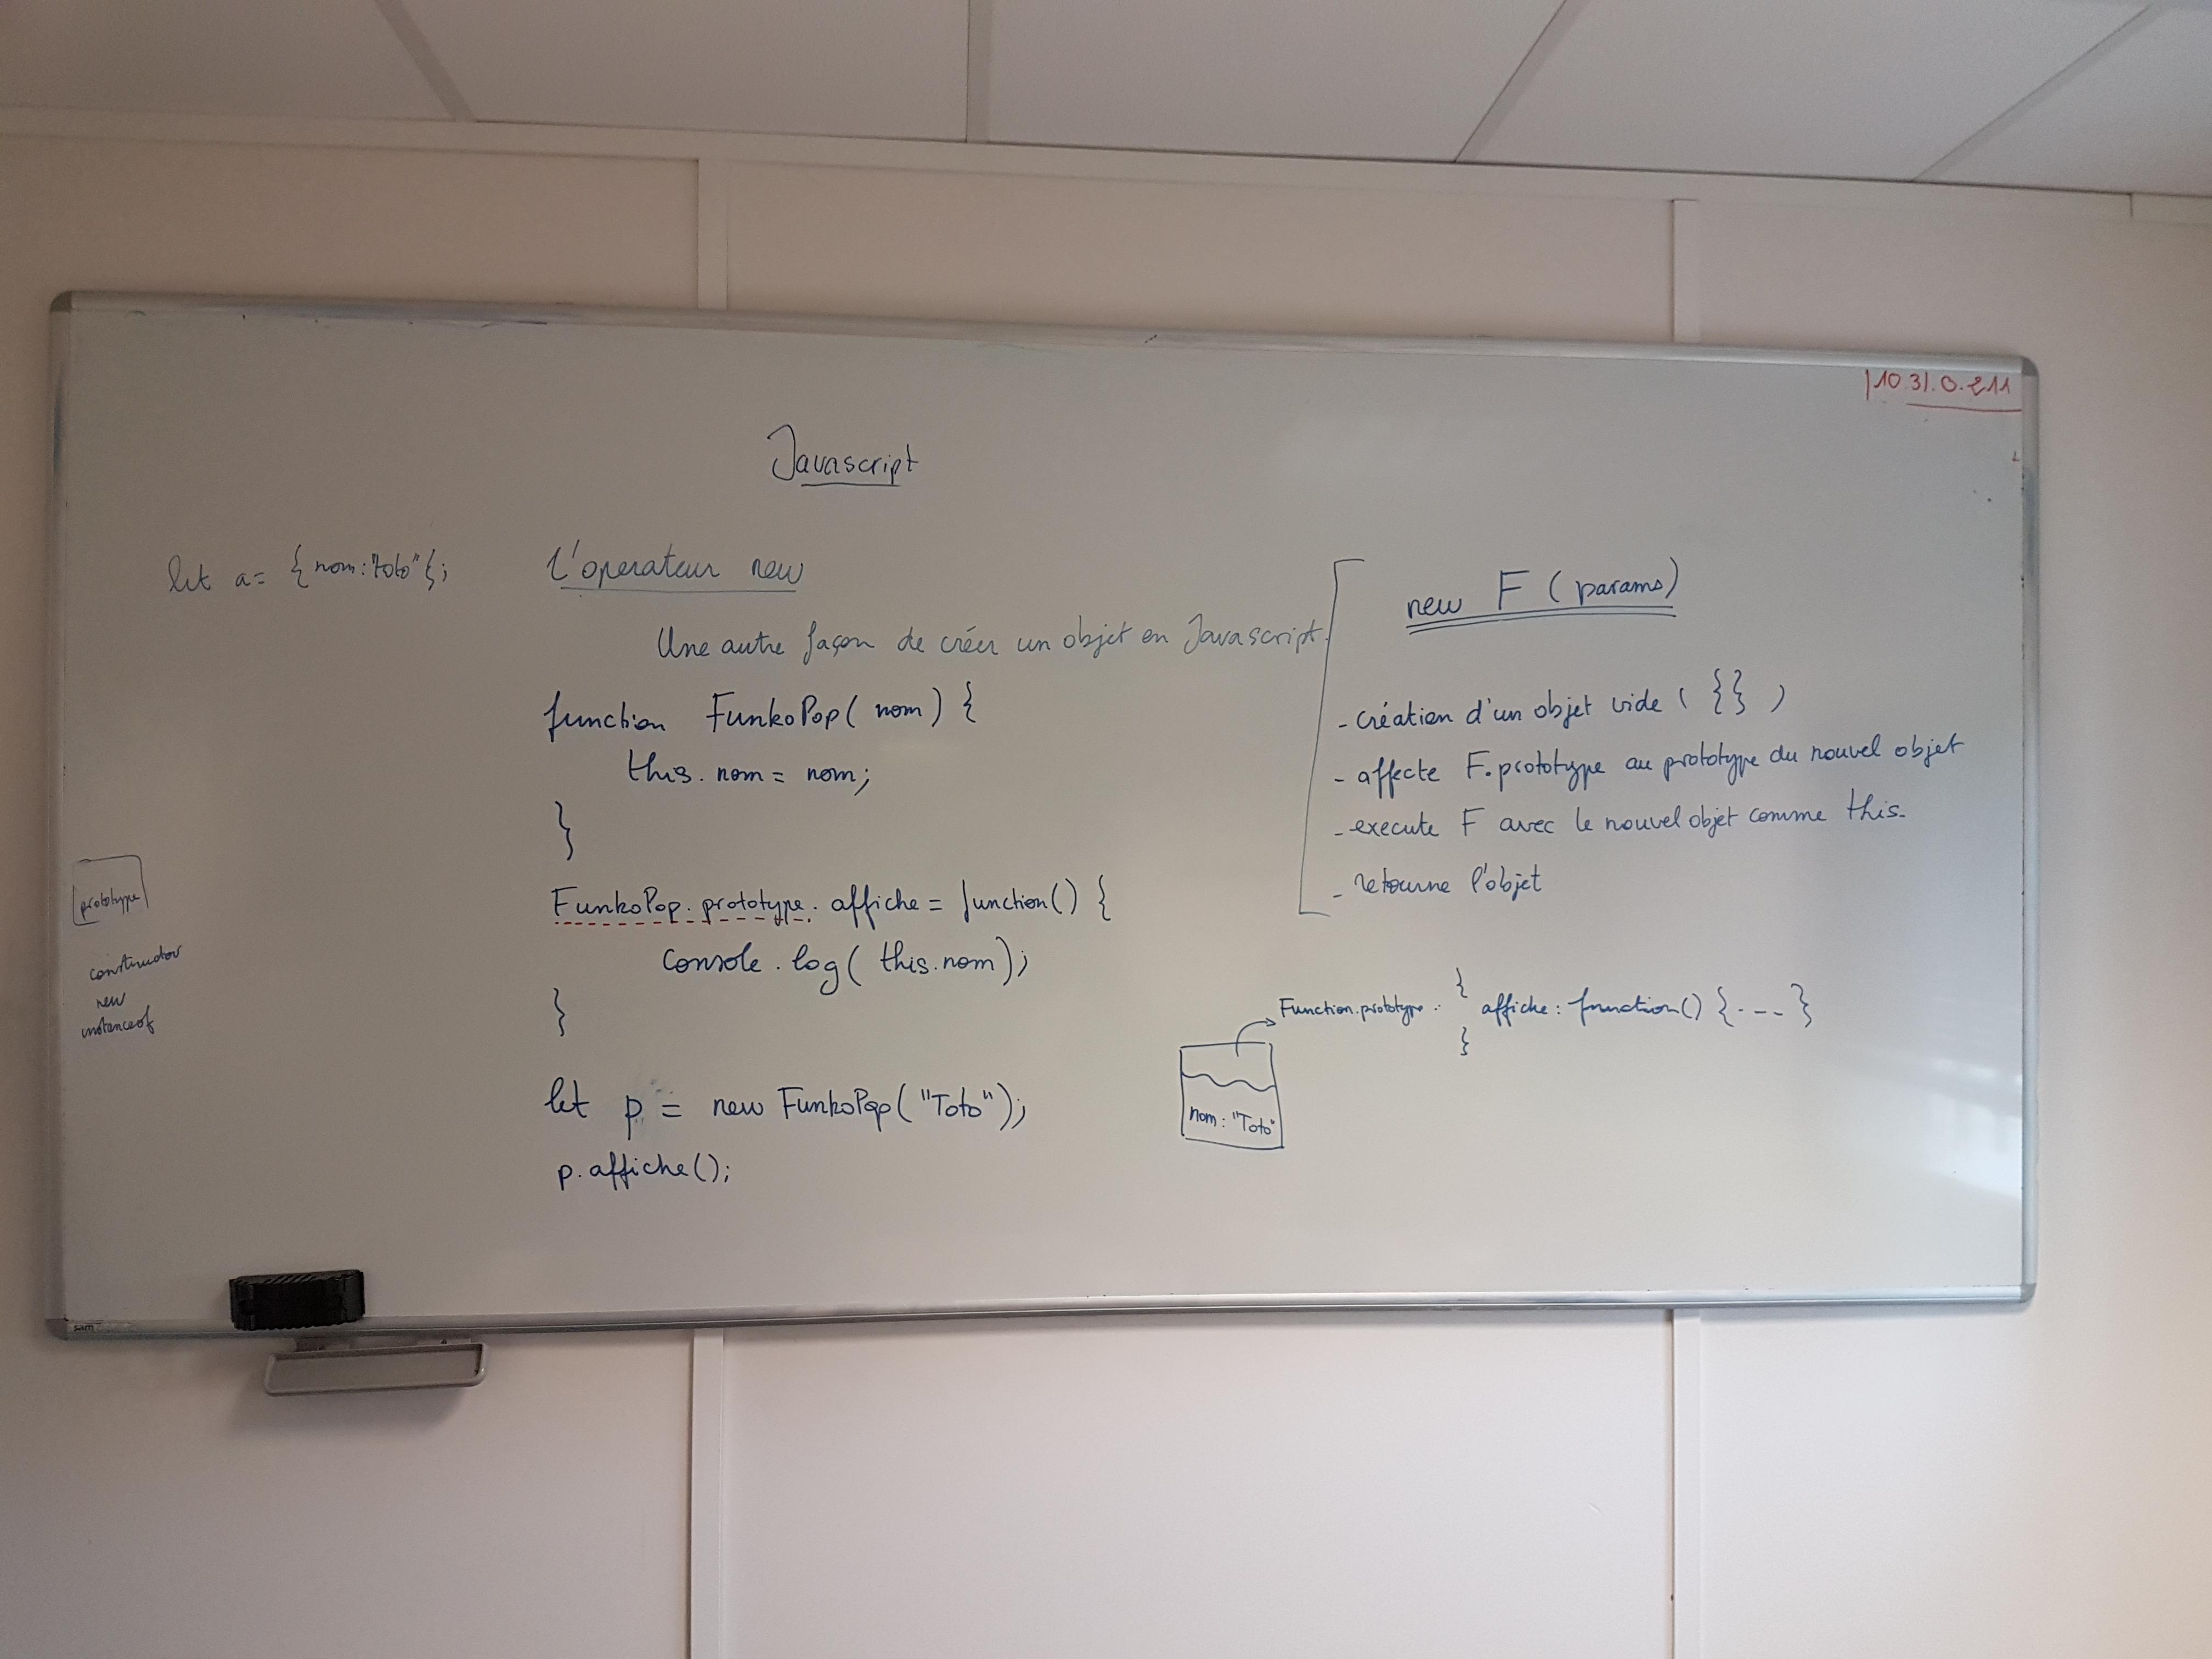 10.31.0.211
Javascript
let a= {nom:"toto"{;
L'operateur new
Une autre façon de créer un objet en Javascript.
function FunkoPop( nom) {
this. nom = nom;
}
FunkoPop. prototype. affiche = function() {
console.log( this.nom);
}
let p = new FunkoPop( "Toto");
p.affiche();
prototype
constructor
new
instanceof
new F (params)
- création d'un objet vide ( {} )
- affecte F.prototype au prototype du nouvel objet
- execute F avec le nouvel objet comme this.
- retourne l'objet
Function.prototype : { affiche: function() {. --- }
}
nom: "Toto"
sam